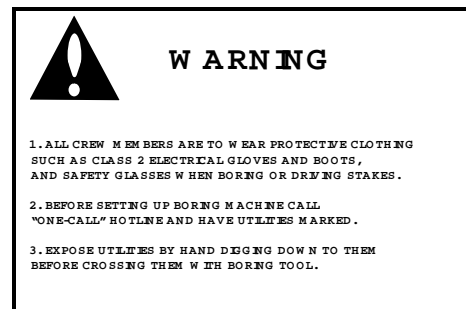 WARNING
1. ALL CREW MEMBERS ARE TO WEAR PROTECTIVE CLOTHING
SUCH AS CLASS 2 ELECTRICAL GLOVES AND BOOTS,
AND SAFETY GLASSES WHEN BORING OR DRIVING STAKES.
2. BEFORE SETTING UP BORING MACHINE CALL
"ONE-CALL" HOTLINE AND HAVE UTILITIES MARKED.
3. EXPOSE UTILITIES BY HAND DIGGING DOWN TO THEM
BEFORE CROSSING THEM WITH BORING TOOL.